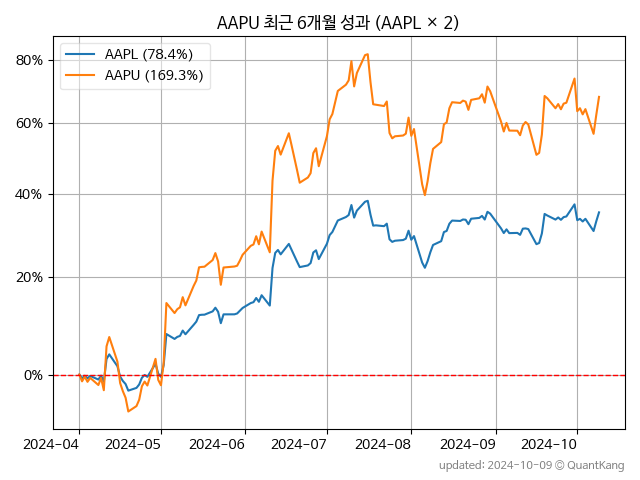 AAPU 최근 6개월 성과 (AAPL × 2)
AAPL (78.4%)
AAPU (169.3%)
80%
60%
40%
20%
0%
2024-04 2024-05 2024-06 2024-07 2024-08 2024-09 2024-10
updated: 2024-10-09 © QuantKang